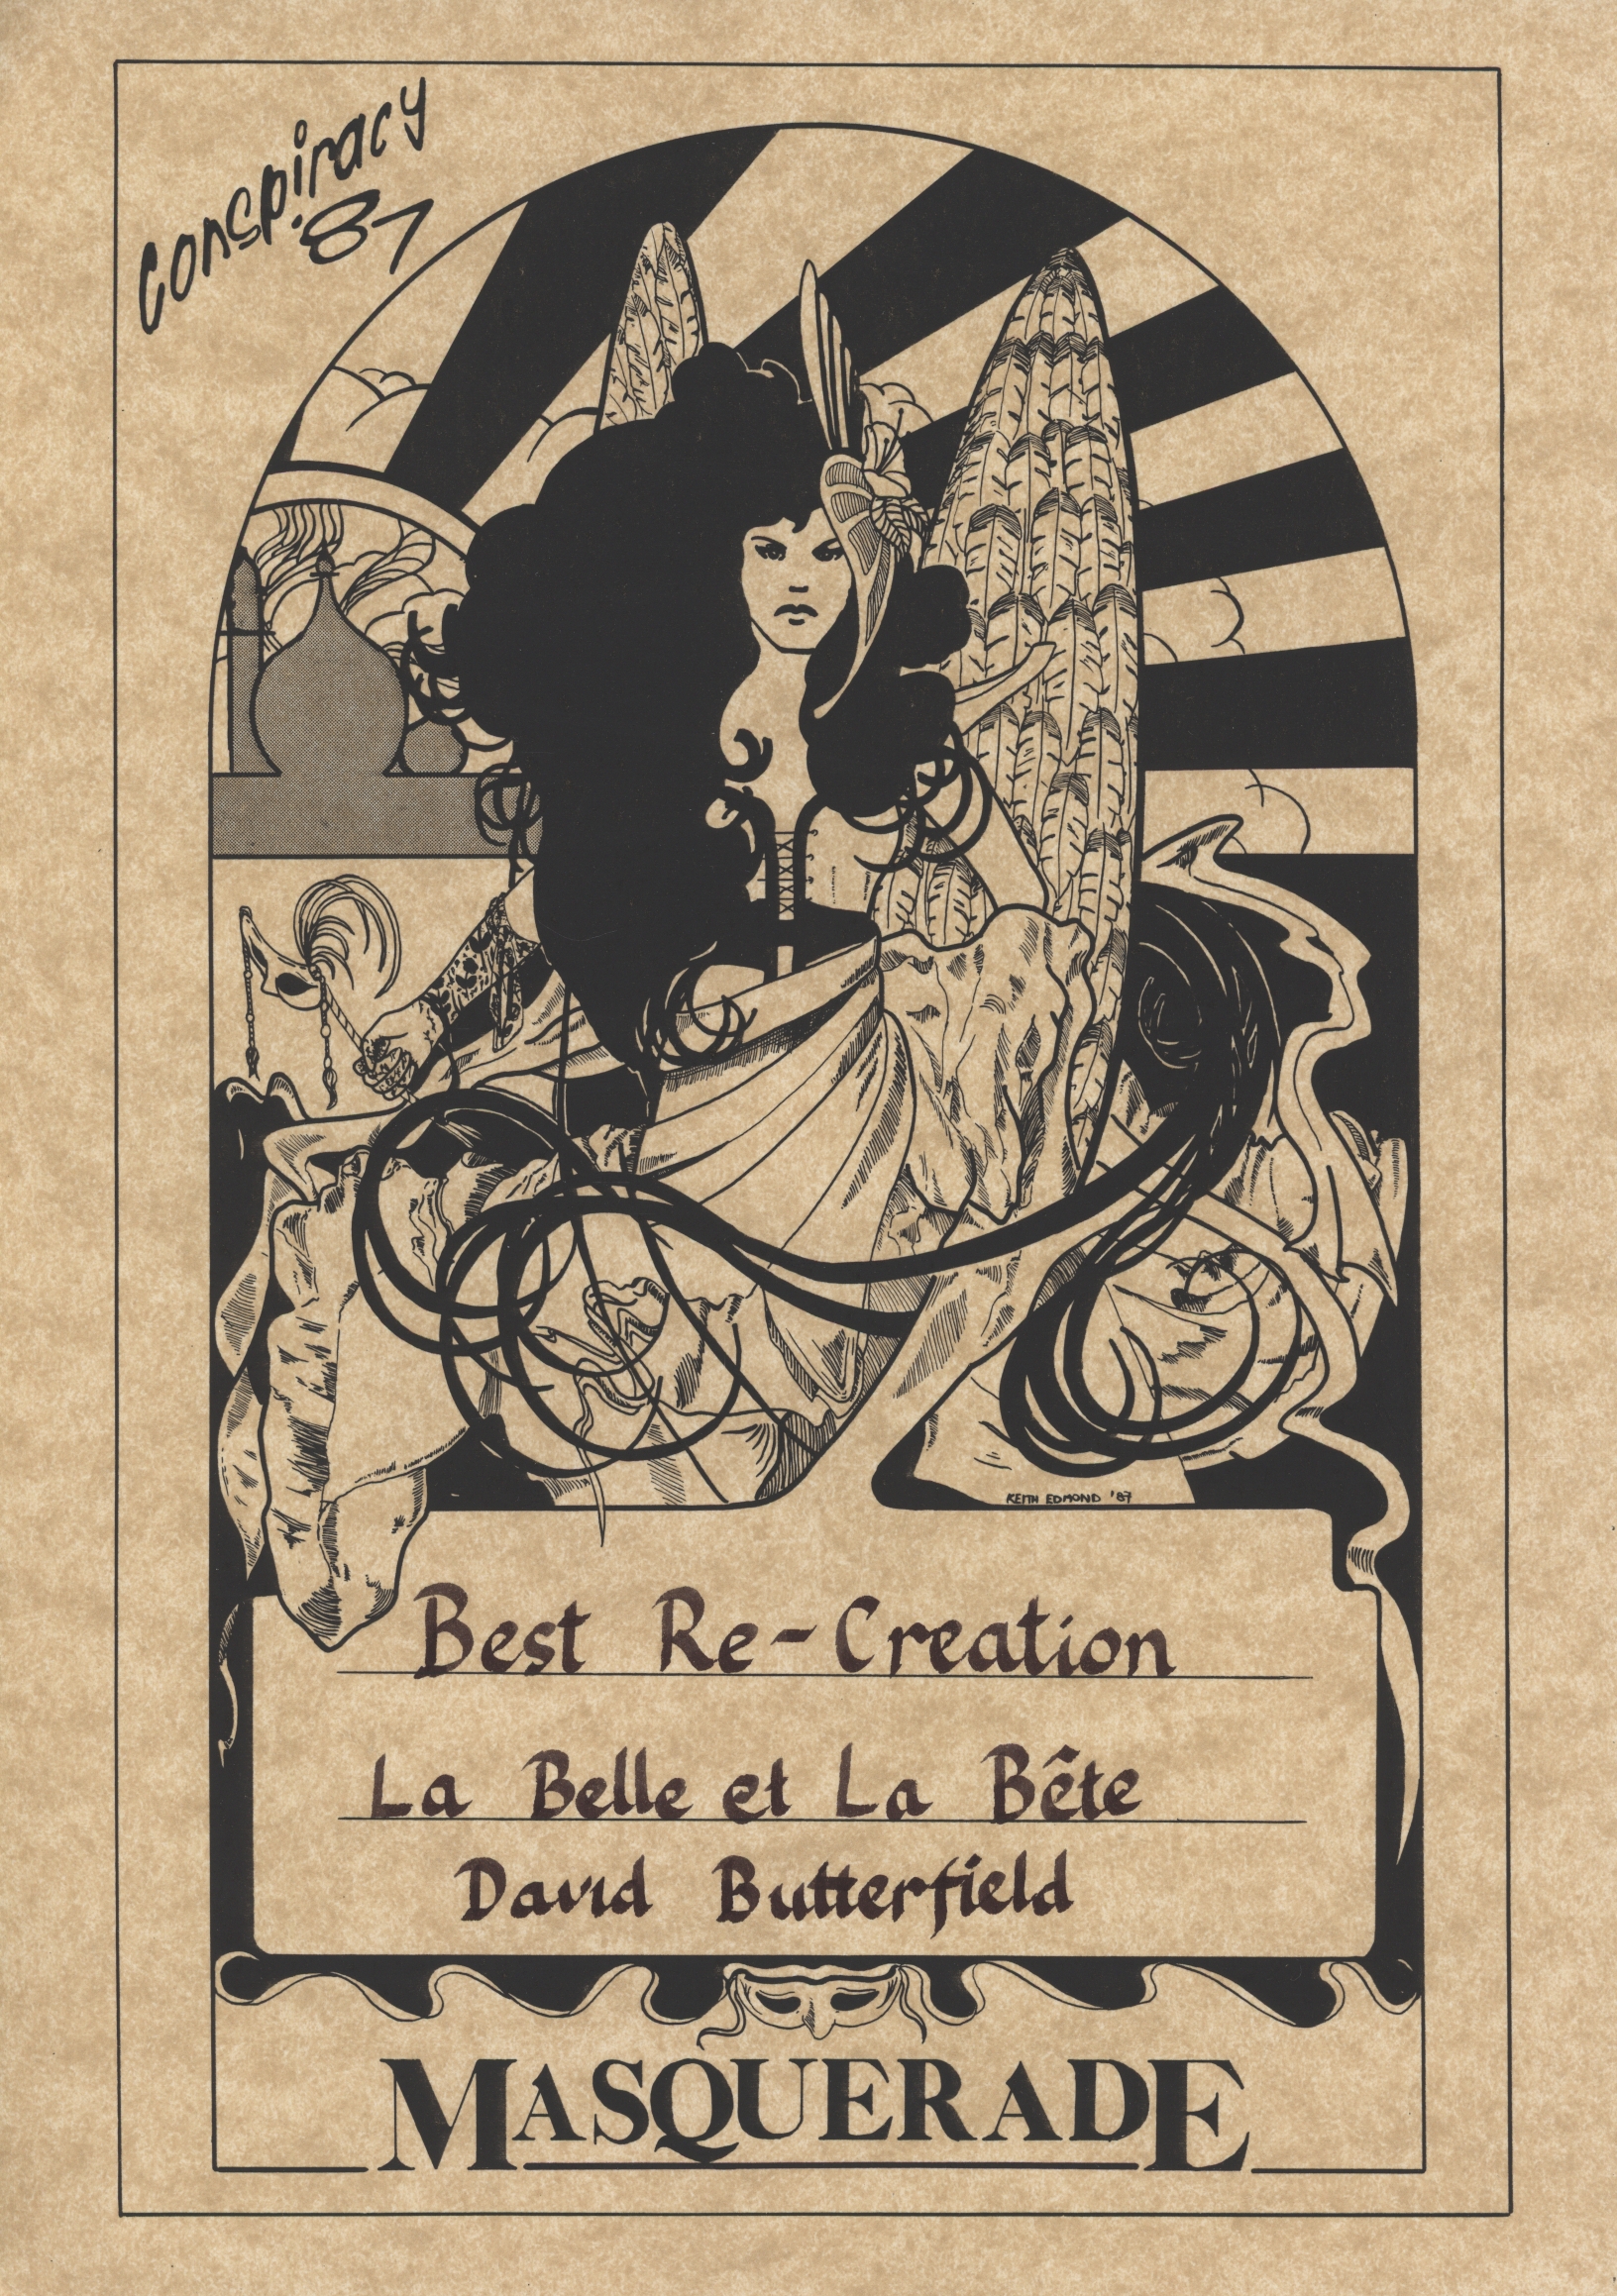 Conspiracy
'87
KEITH EDMOND '87
Best Re-Creation
La Belle et La Bête
David Butterfield
MASQUERADE